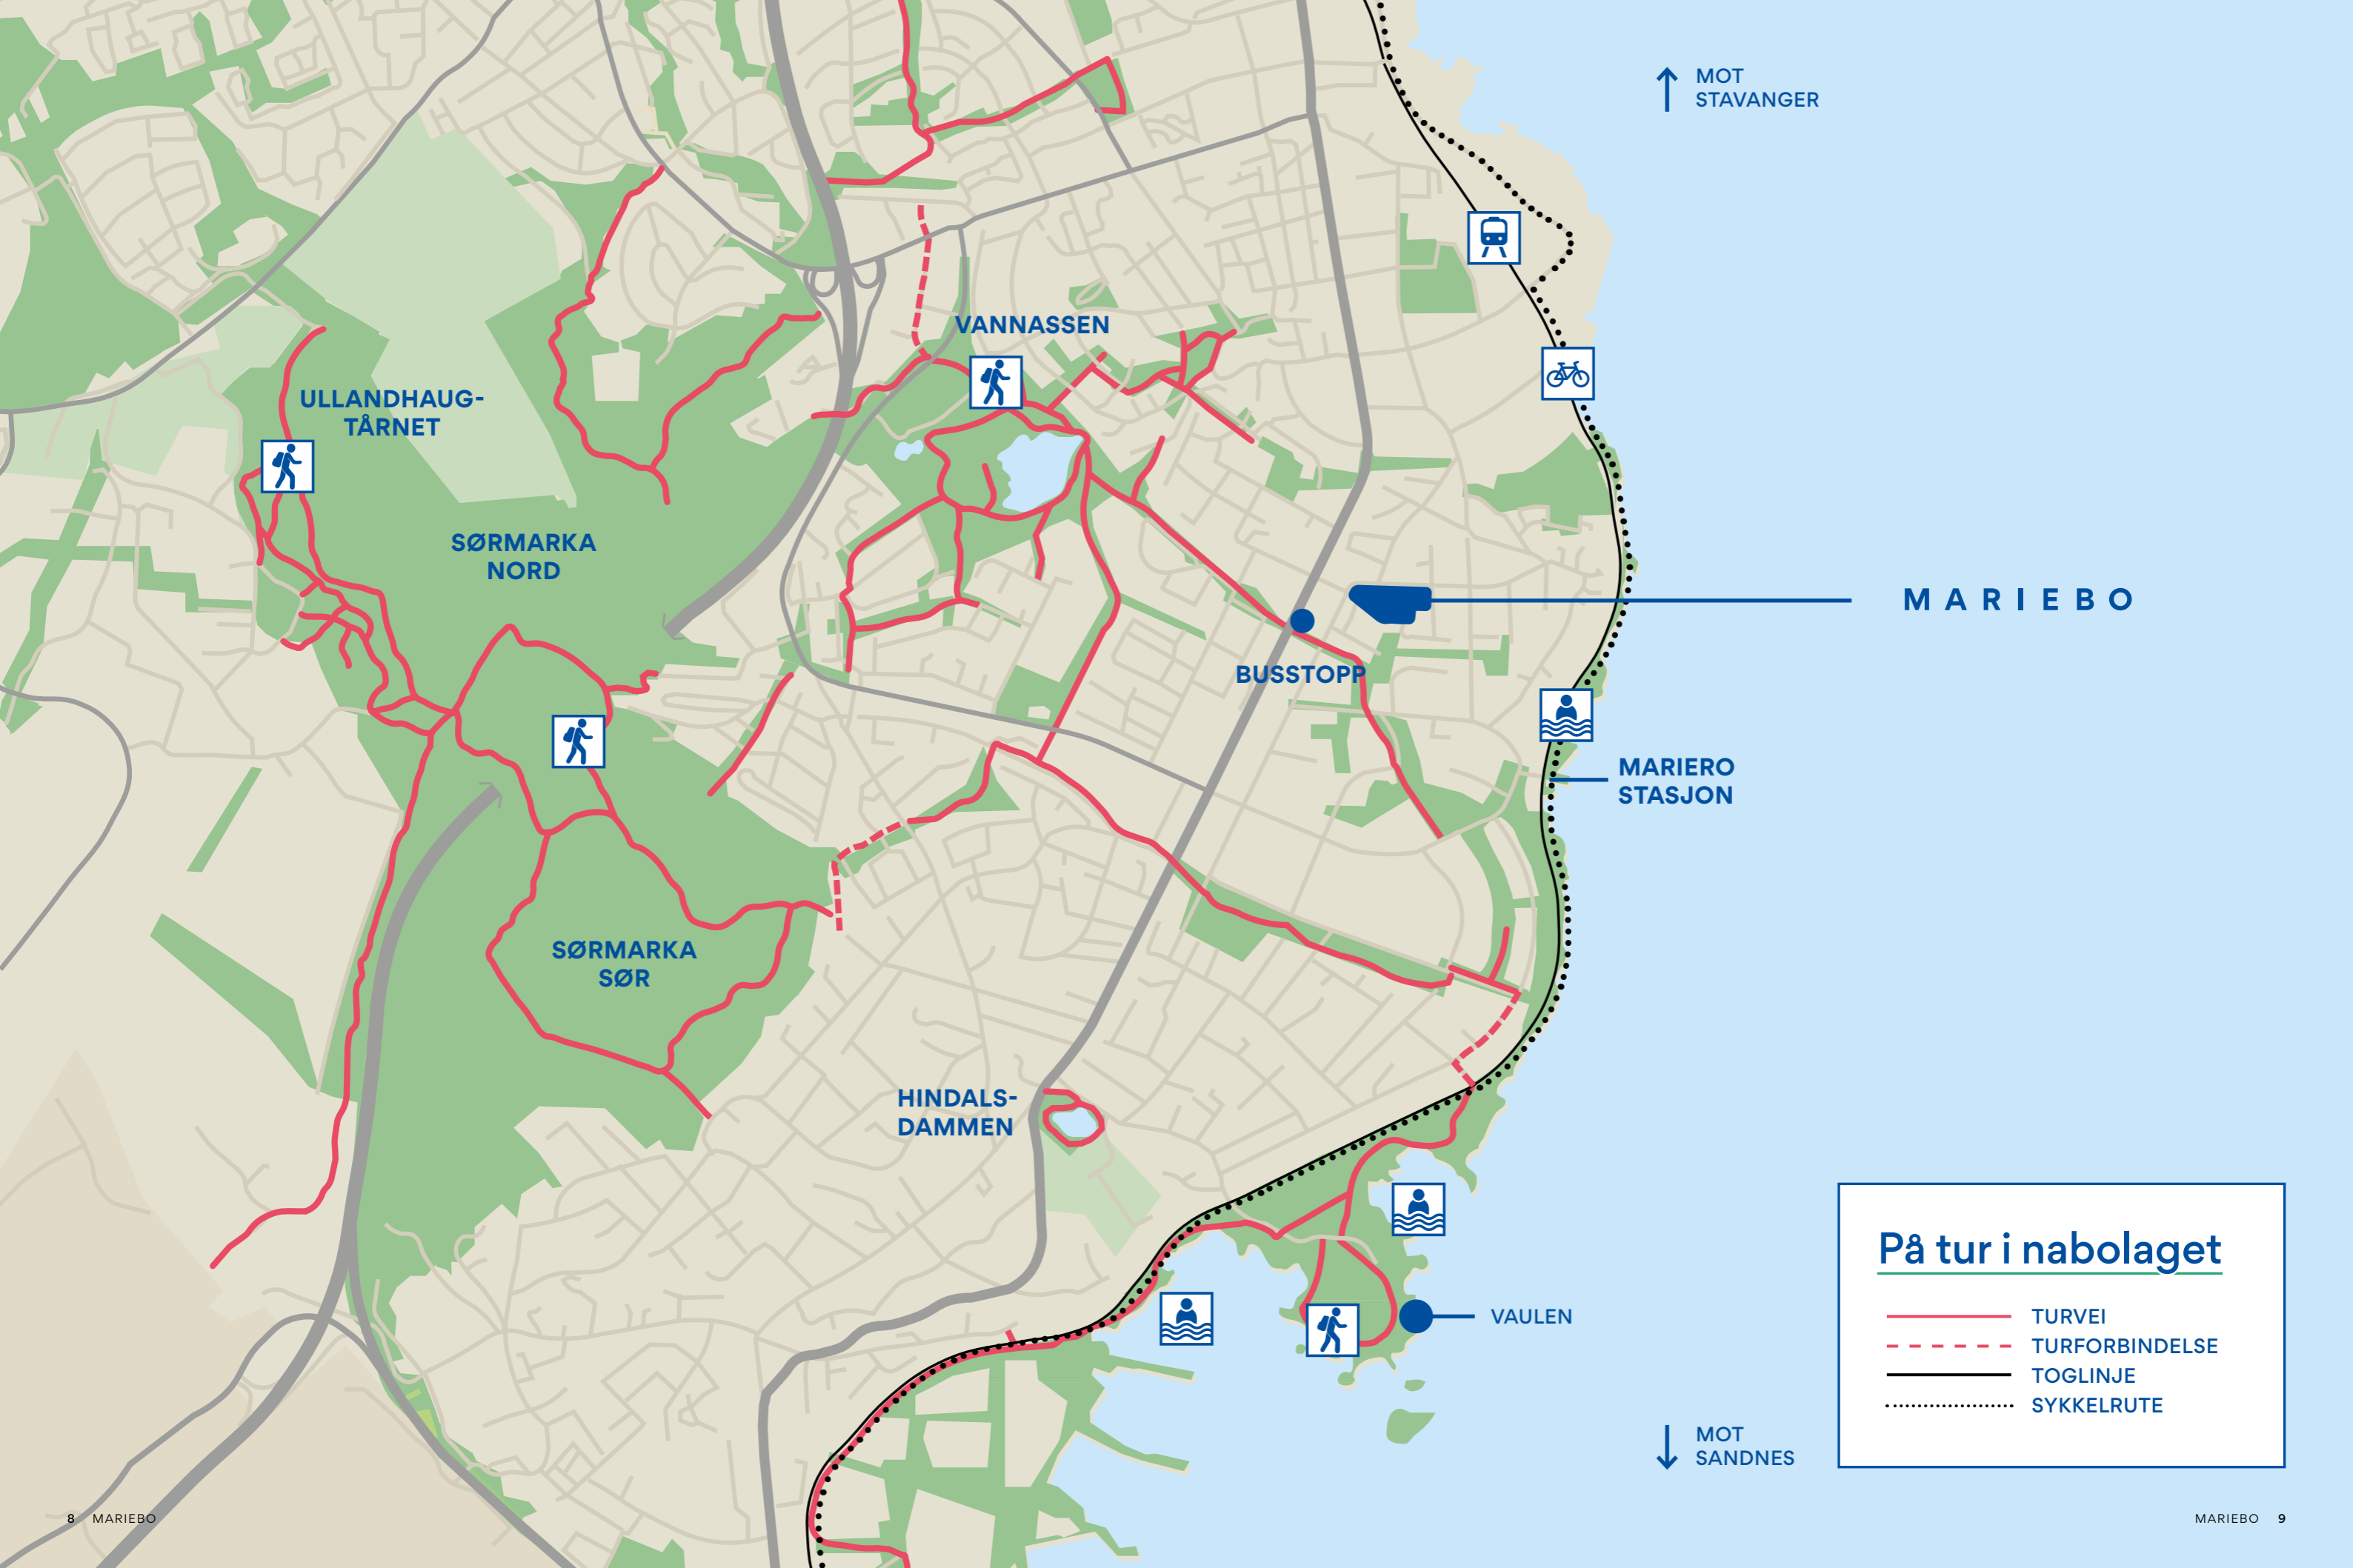 MOT
STAVANGER
VANNASSEN
ULLANDHAUG-
TÅRNET
SØRMARKA
NORD
MARIEBO
BUSSTOPP
MARIERO
STASJON
SØRMARKA
SØR
HINDALS-
DAMMEN
VAULEN
På tur i nabolaget
TURVEI
TURFORBINDELSE
TOGLINJE
SYKKELRUTE
MOT
SANDNES
8 MARIEBO
MARIEBO 9